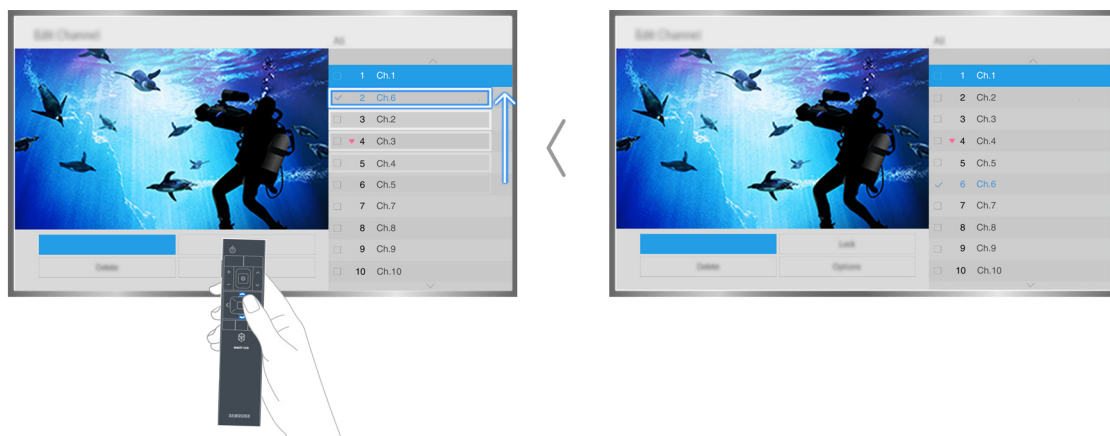 Edit Channel
All
1 Ch.1
2 Ch.6
3 Ch.2
4 Ch.3
5 Ch.4
6 Ch.5
7 Ch.7
8 Ch.8
9 Ch.9
10 Ch.10
Delete
SMART HUB
SAMSUNG
Edit Channel
All
1 Ch.1
2 Ch.2
3 Ch.3
4 Ch.4
5 Ch.5
6 Ch.6
7 Ch.7
8 Ch.8
9 Ch.9
10 Ch.10
Lock
Delete Options